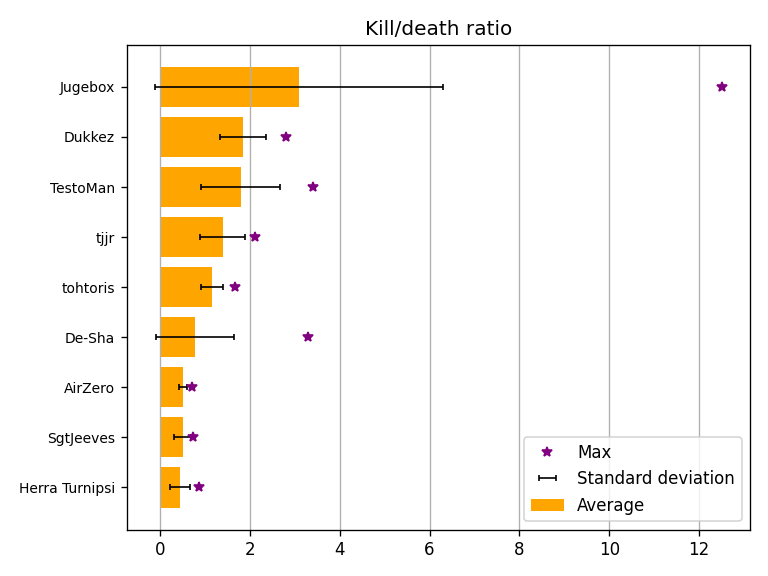 Kill/death ratio
Jugebox
Dukkez
TestoMan
tjjr
tohtoris
De-Sha
AirZero
SgtJeeves
Herra Turnipsi
Max
Standard deviation
Average
0 2 4 6 8 10 12